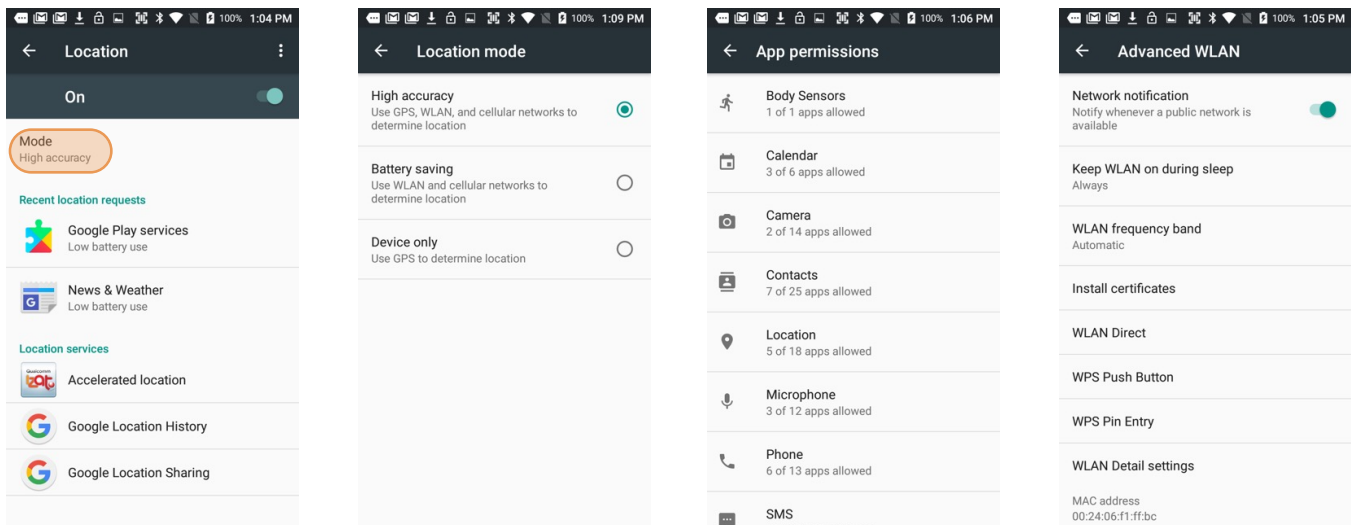 100% 1:04 PM
Location
On
Mode
High accuracy
Recent location requests
Google Play services
Low battery use
News & Weather
Low battery use
Location services
Accelerated location
Google Location History
Google Location Sharing
100% 1:09 PM
Location mode
High accuracy
Use GPS, WLAN, and cellular networks to
determine location
Battery saving
Use WLAN and cellular networks to
determine location
Device only
Use GPS to determine location
100% 1:06 PM
App permissions
Body Sensors
1 of 1 apps allowed
Calendar
3 of 6 apps allowed
Camera
2 of 14 apps allowed
Contacts
7 of 25 apps allowed
Location
5 of 18 apps allowed
Microphone
3 of 12 apps allowed
Phone
6 of 13 apps allowed
SMS
100% 1:05 PM
Advanced WLAN
Network notification
Notify whenever a public network is
available
Keep WLAN on during sleep
Always
WLAN frequency band
Automatic
Install certificates
WLAN Direct
WPS Push Button
WPS Pin Entry
WLAN Detail settings
MAC address
00:24:06:f1:ff:bc